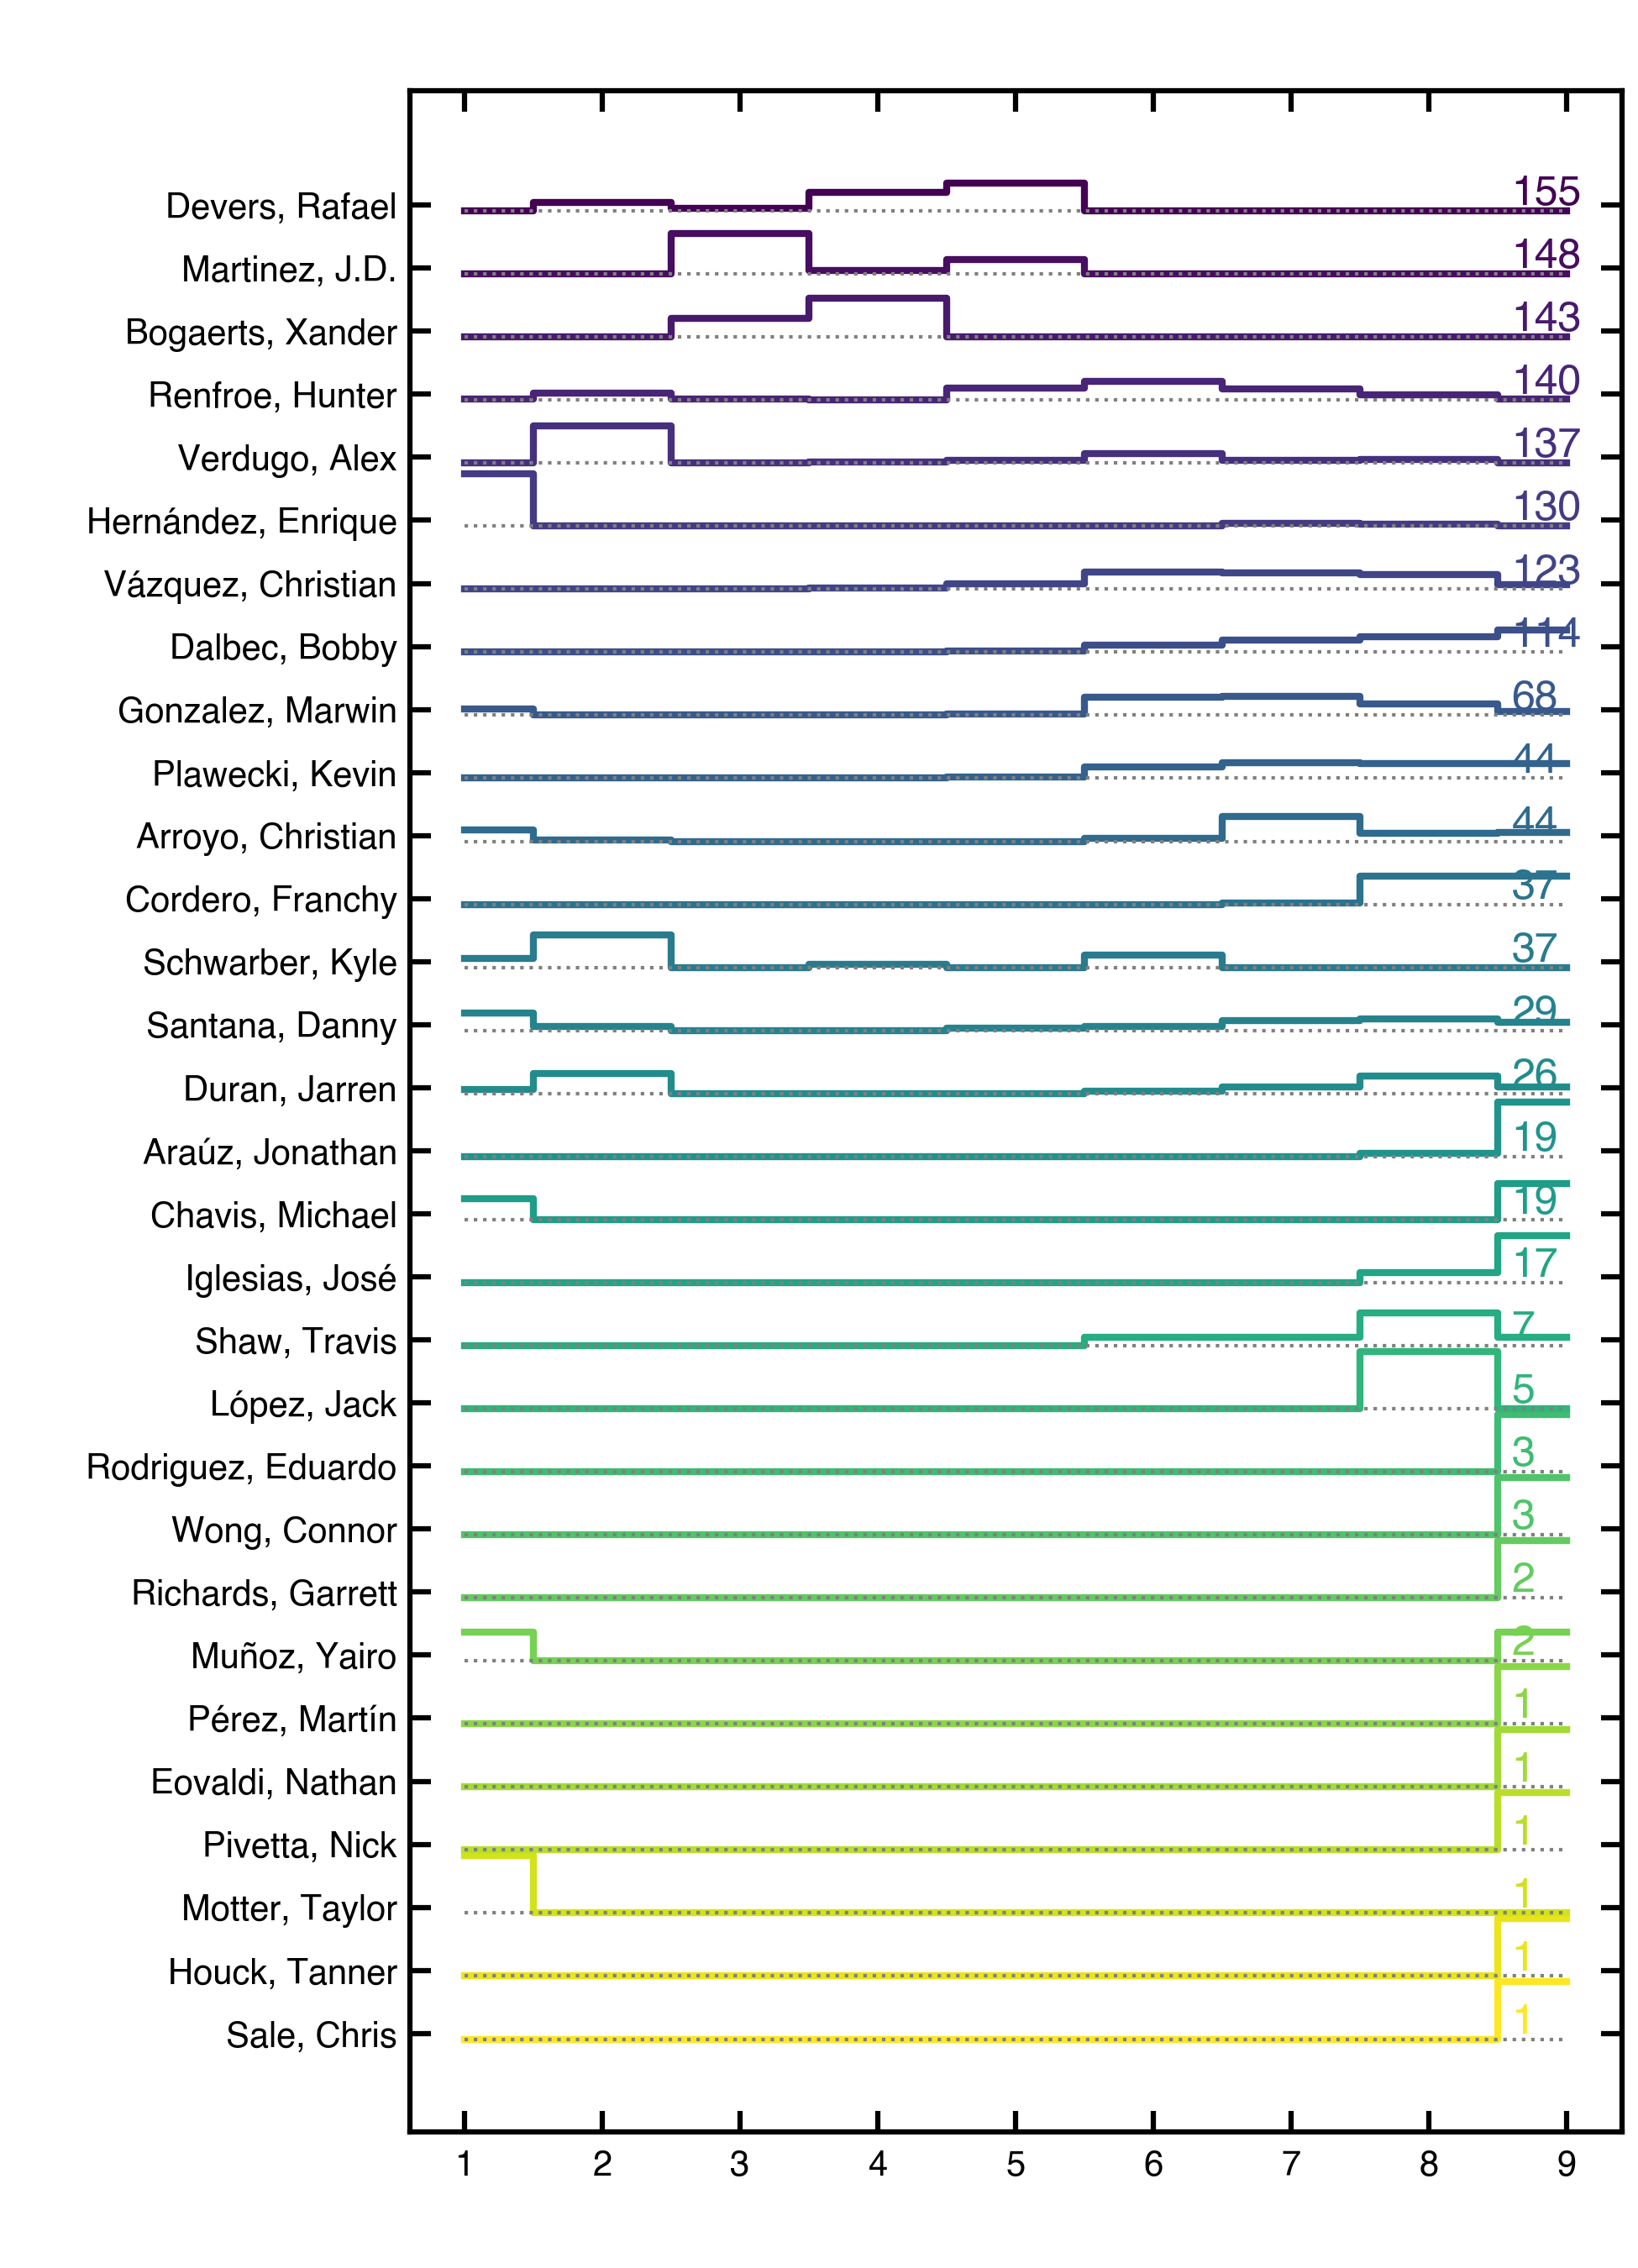 Devers, Rafael 155
Martinez, J.D. 148
Bogaerts, Xander 143
Renfroe, Hunter 140
Verdugo, Alex 137
Hernández, Enrique 130
Vázquez, Christian 123
Dalbec, Bobby 114
Gonzalez, Marwin 68
Plawecki, Kevin 44
Arroyo, Christian 44
Cordero, Franchy 37
Schwarber, Kyle 37
Santana, Danny 29
Duran, Jarren 26
Araúz, Jonathan 19
Chavis, Michael 19
Iglesias, José 17
Shaw, Travis 7
López, Jack 5
Rodriguez, Eduardo 3
Wong, Connor 3
Richards, Garrett 2
Muñoz, Yairo 2
Pérez, Martín 1
Eovaldi, Nathan 1
Pivetta, Nick 1
Motter, Taylor 1
Houck, Tanner 1
Sale, Chris 1
1 2 3 4 5 6 7 8 9